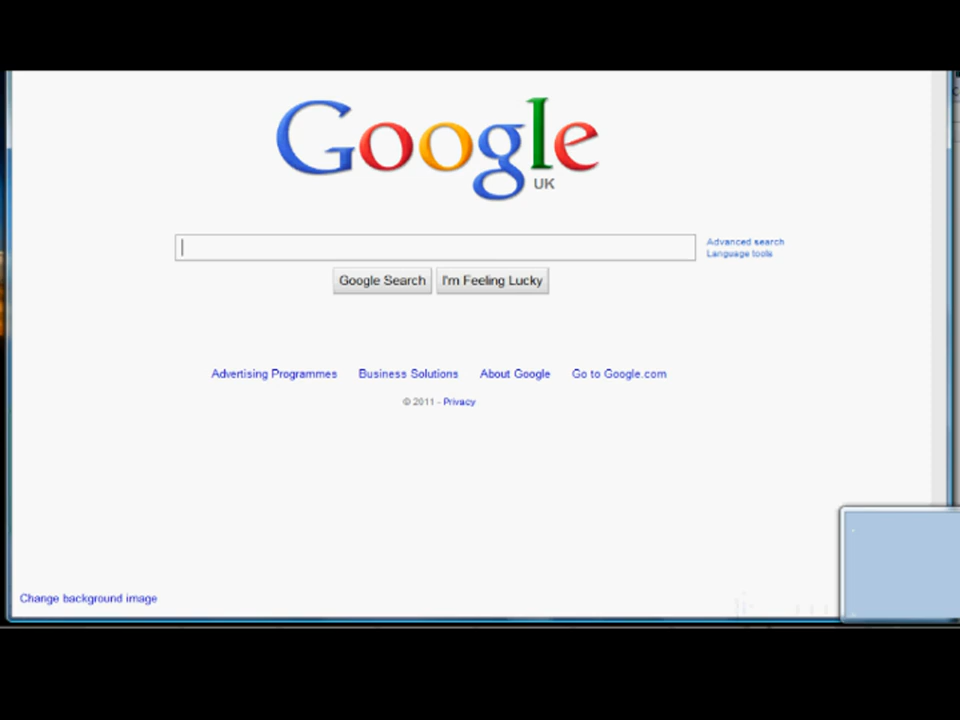 Google
UK
Advanced search
Language tools
Google Search I'm Feeling Lucky
Advertising Programmes Business Solutions About Google Go to Google.com
© 2011 - Privacy
Change background image